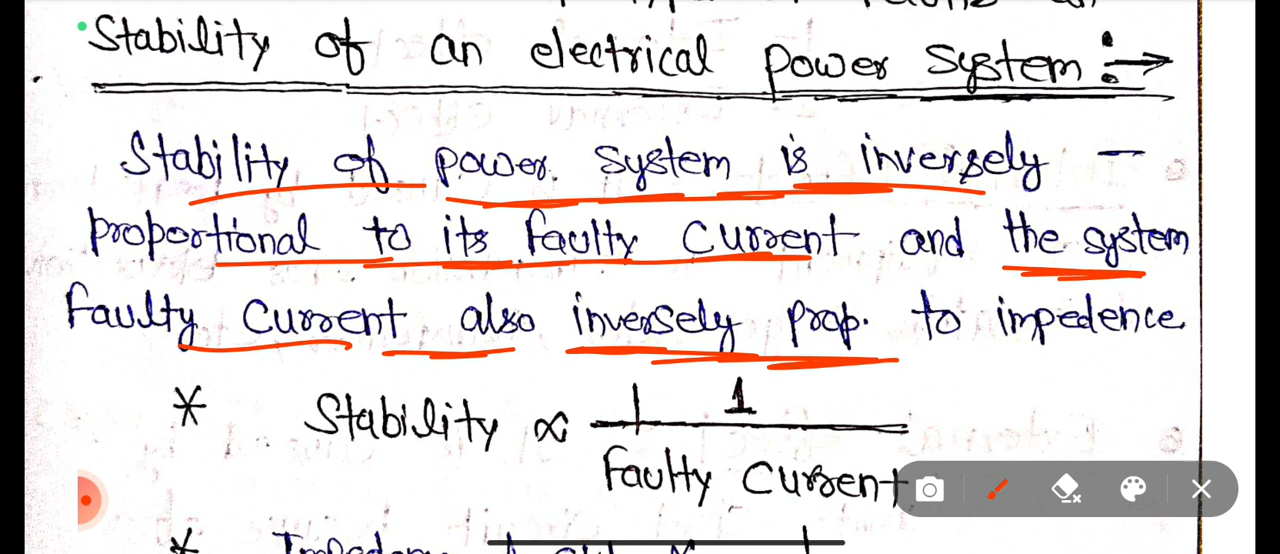 Stability of an electrical power system :→
Stability of power system is inversely –
proportional to its faulty current and the system
faulty current also inversely prop. to impedence.
* Stability ∝ 1
faulty current
*